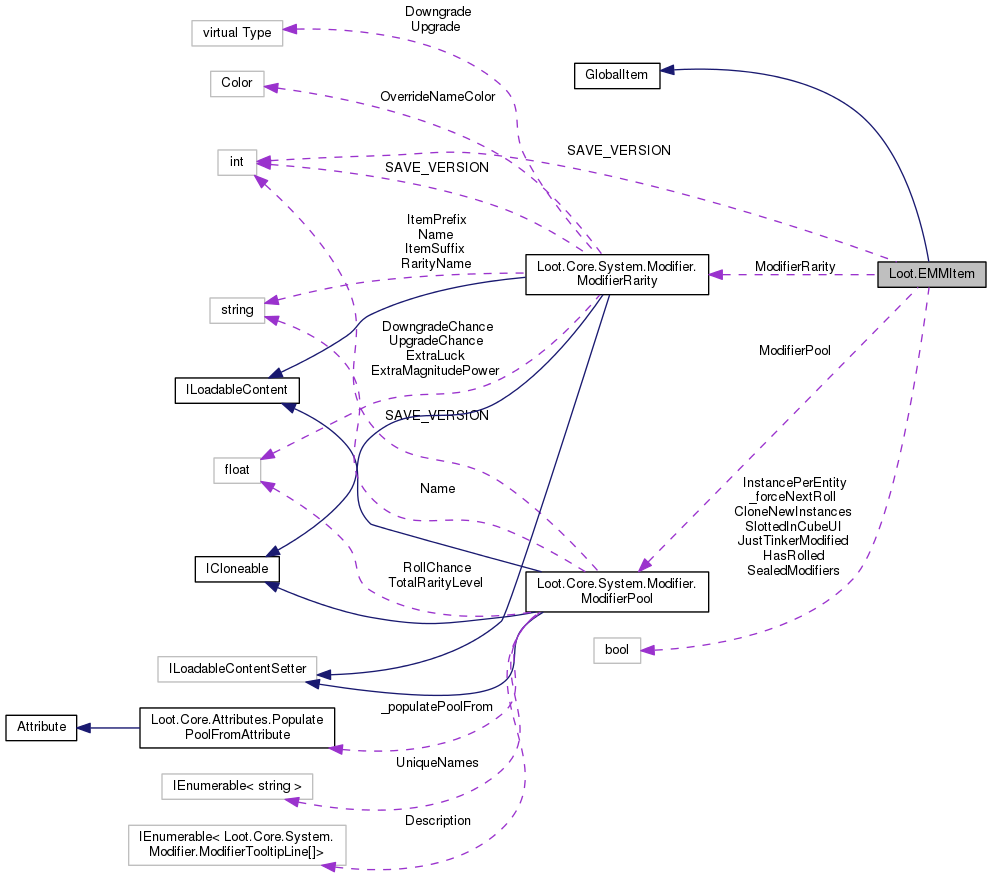 Downgrade
Upgrade
virtual Type
GlobalItem
Color
OverrideNameColor
SAVE_VERSION
int
SAVE_VERSION
ItemPrefix
Name
ItemSuffix
RarityName
Loot.Core.System.Modifier.
ModifierRarity
ModifierRarity
Loot.EMMItem
string
DowngradeChance
UpgradeChance
ExtraLuck
ExtraMagnitudePower
ModifierPool
ILoadableContent
SAVE_VERSION
float
Name
InstancePerEntity
_forceNextRoll
CloneNewInstances
SlottedInCubeUI
JustTinkerModified
HasRolled
SealedModifiers
ICloneable
RollChance
TotalRarityLevel
Loot.Core.System.Modifier.
ModifierPool
bool
ILoadableContentSetter
_populatePoolFrom
Attribute
Loot.Core.Attributes.Populate
PoolFromAttribute
UniqueNames
IEnumerable< string >
Description
IEnumerable< Loot.Core.System.
Modifier.ModifierTooltipLine[]>